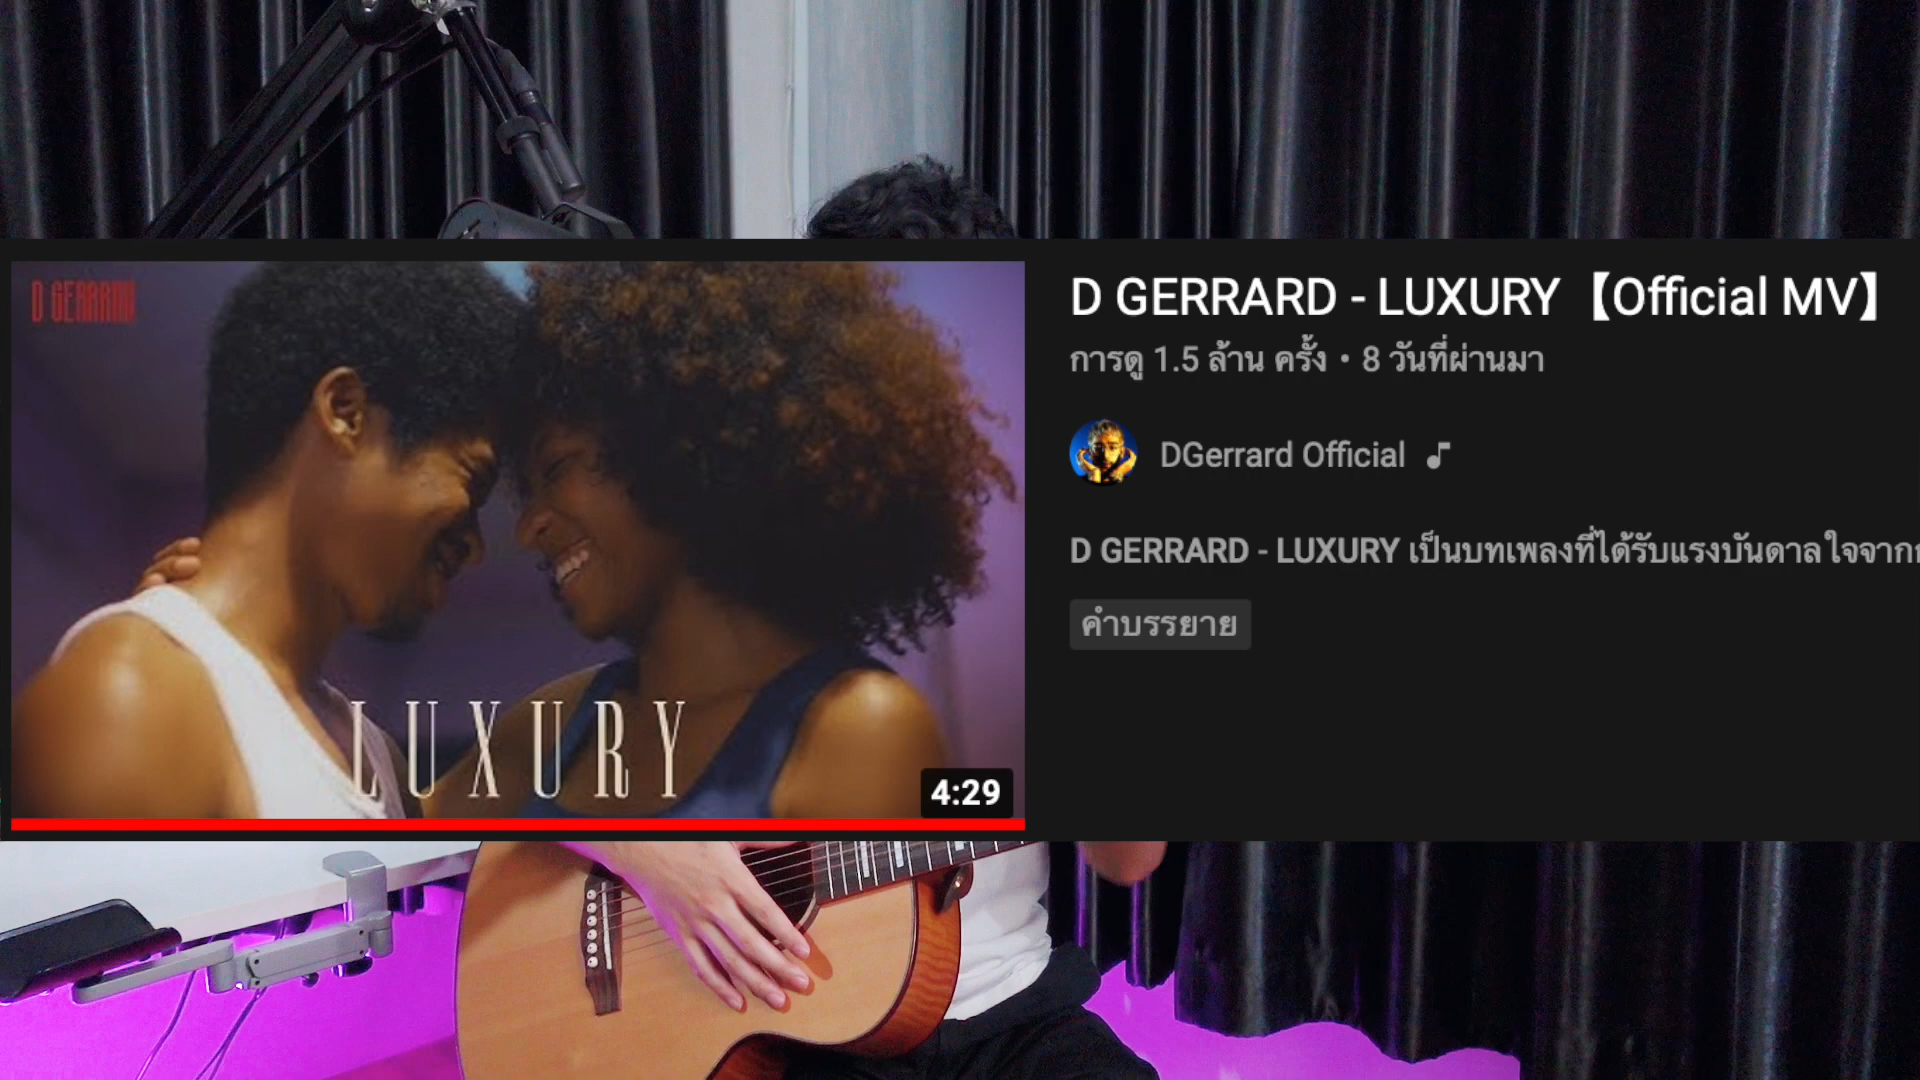 D GERRARD
LUXURY
4:29
D GERRARD - LUXURY【Official MV】
การดู 1.5 ล้าน ครั้ง • 8 วันที่ผ่านมา
DGerrard Official
D GERRARD - LUXURY เป็นบทเพลงที่ได้รับแรงบันดาลใจจาก
คำบรรยาย